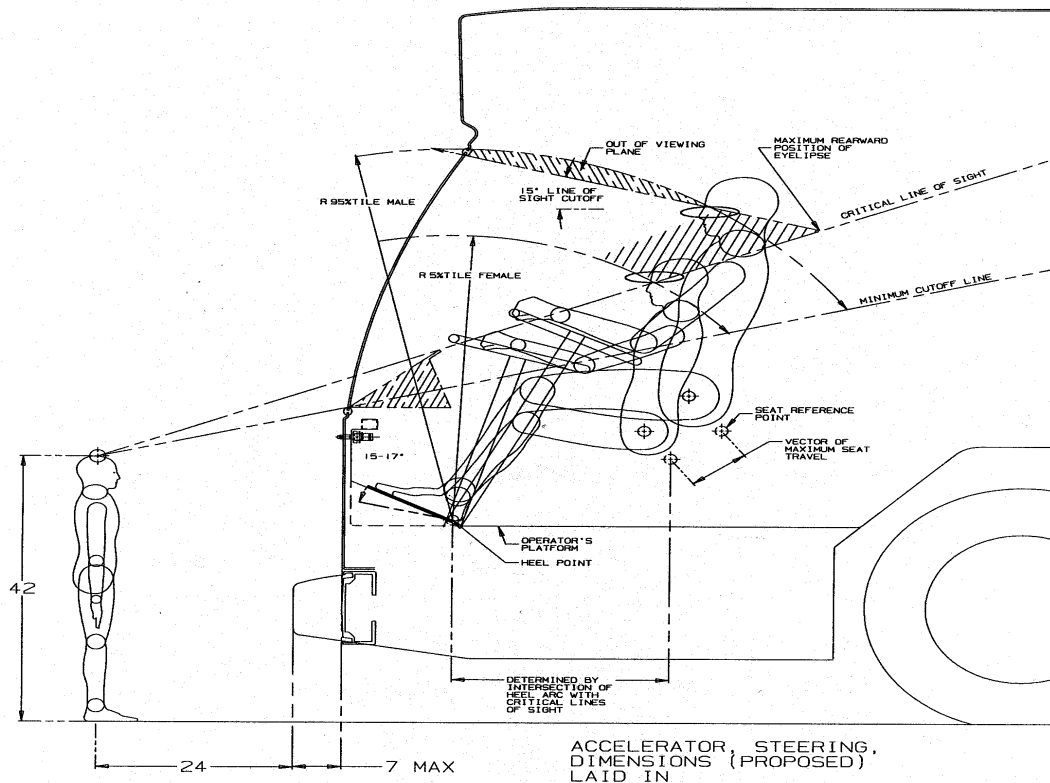 OUT OF VIEWING
PLANE
MAXIMUM REARWARD
POSITION OF
EYELIPSE
15° LINE OF
SIGHT CUTOFF
CRITICAL LINE OF SIGHT
R 95%TILE MALE
R 5%TILE FEMALE
MINIMUM CUTOFF LINE
SEAT REFERENCE
POINT
VECTOR OF
MAXIMUM SEAT
TRAVEL
15-17°
OPERATOR'S
PLATFORM
HEEL POINT
42
DETERMINED BY
INTERSECTION OF
HEEL ARC WITH
CRITICAL LINES
OF SIGHT
24
7 MAX
ACCELERATOR, STEERING,
DIMENSIONS (PROPOSED)
LAID IN